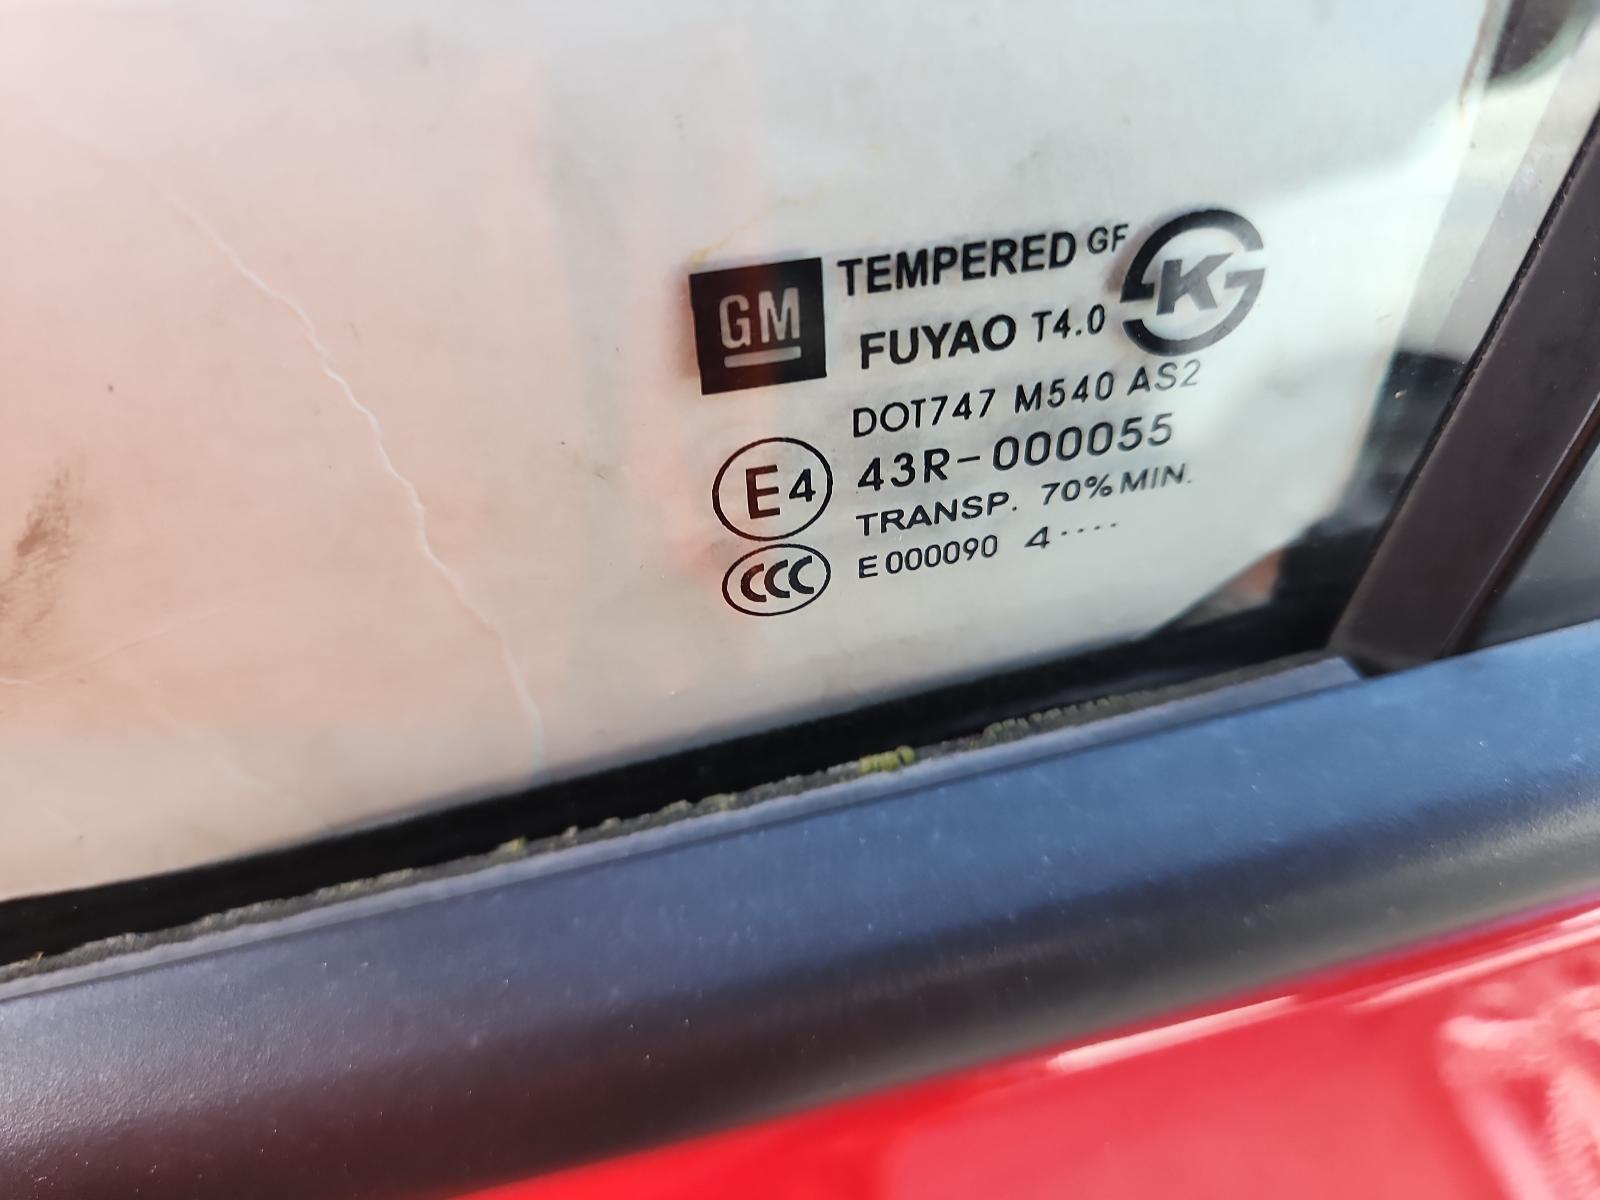 GM
TEMPERED GF
K
FUYAO T4.0
DOT747 M540 AS2
E4 43R-000055
TRANSP. 70% MIN.
CCC E000090 4····